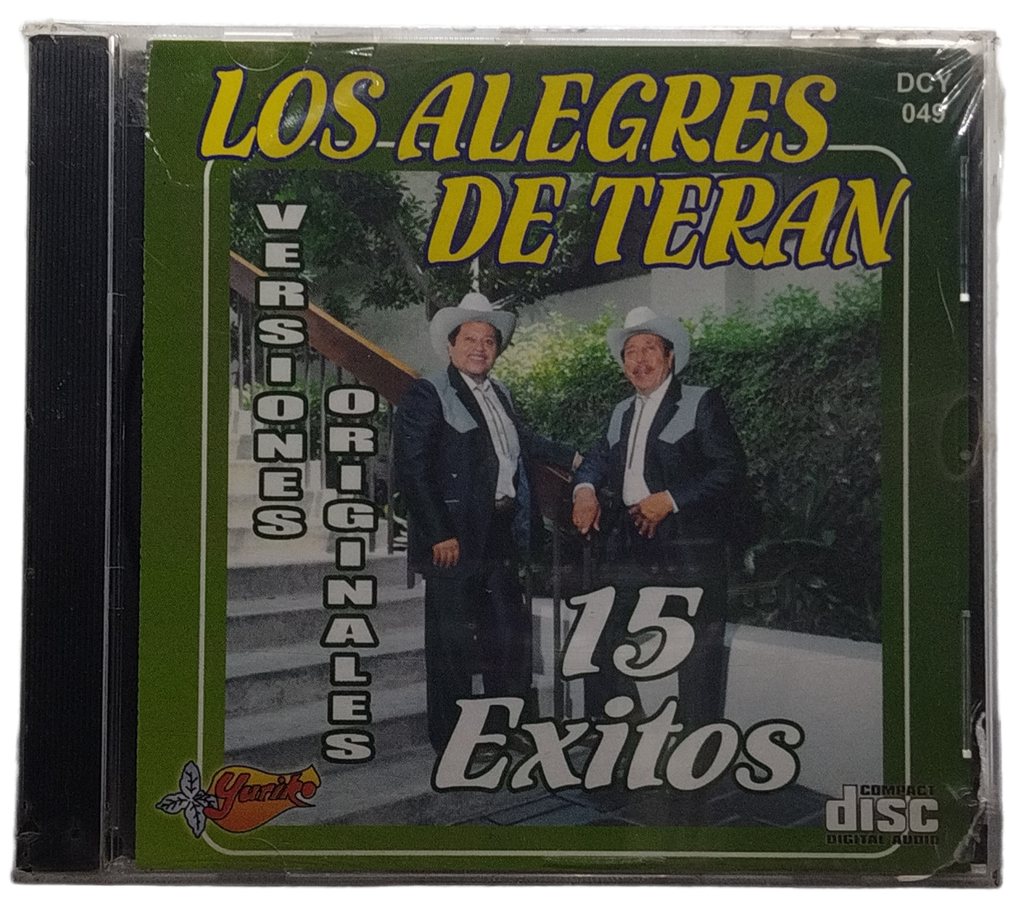 LOS ALEGRES
DE TERAN
DCY
049
VERSIONES
ORIGINALES
15
Exitos
Yuriko
COMPACT
disc
DIGITAL AUDIO